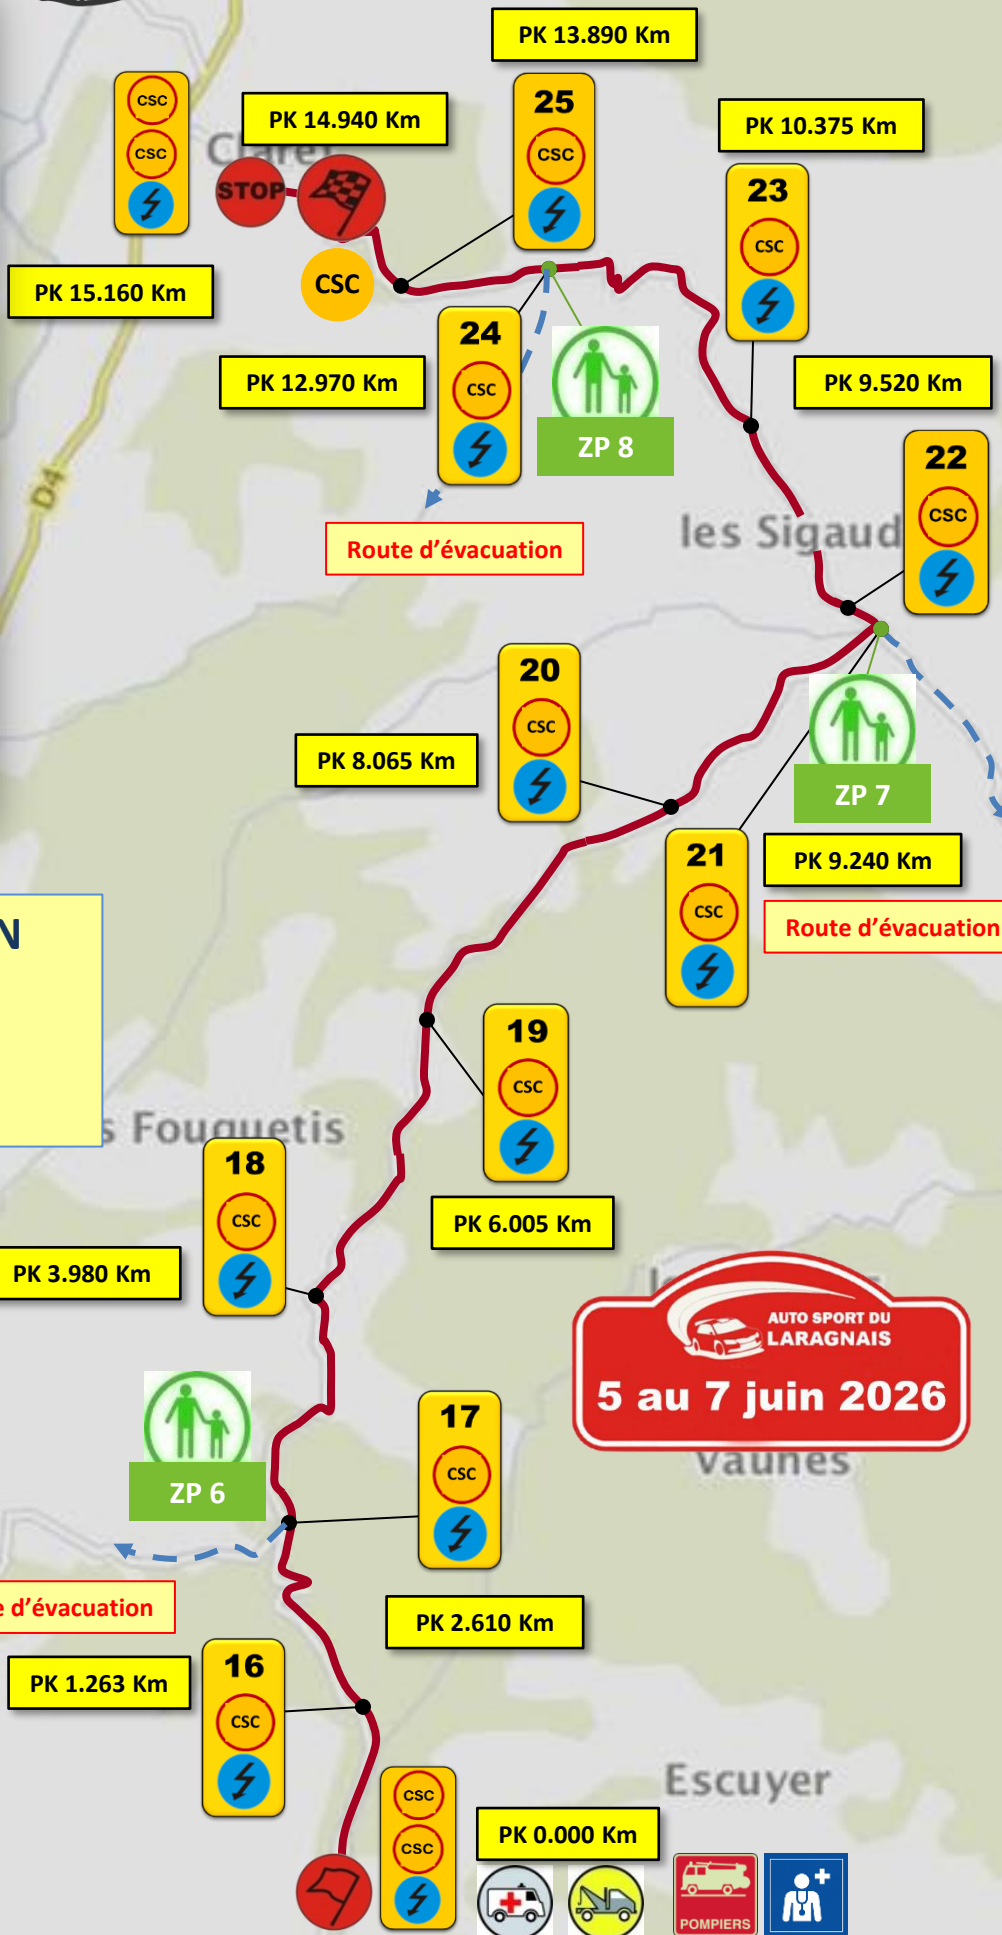 PK 13.890 Km
CSC
CSC
PK 14.940 Km
25
CSC
PK 10.375 Km
Claret
STOP
23
CSC
CSC
PK 15.160 Km
24
CSC
PK 12.970 Km
PK 9.520 Km
ZP 8
22
CSC
D4
les Sigaud
Route d'évacuation
20
CSC
PK 8.065 Km
ZP 7
21
CSC
PK 9.240 Km
Route d'évacuation
N
19
CSC
s Fouquetis
18
CSC
PK 6.005 Km
PK 3.980 Km
AUTO SPORT DU
LARAGNAIS
5 au 7 juin 2026
17
CSC
Vaunes
ZP 6
e d'évacuation
PK 2.610 Km
16
CSC
PK 1.263 Km
Escuyer
CSC
CSC
PK 0.000 Km
POMPIERS